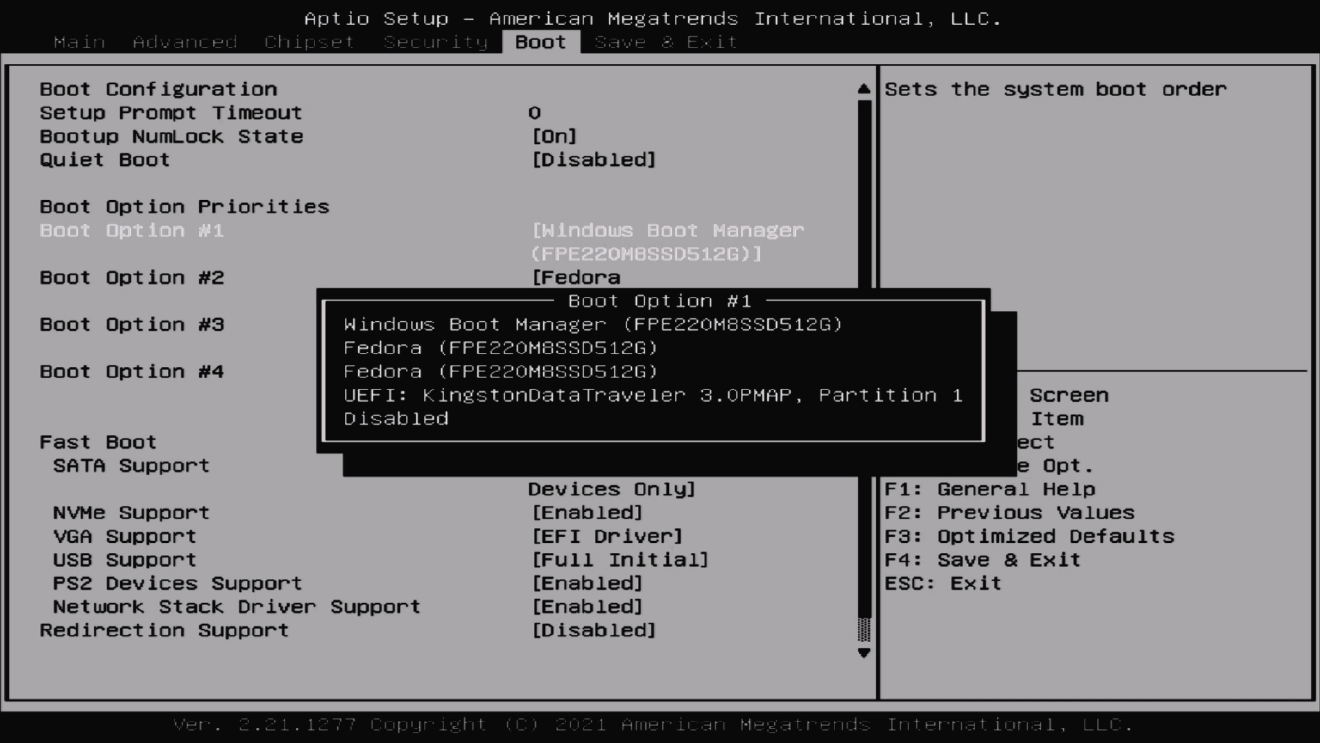 Aptio Setup – American Megatrends International, LLC.
Main Advanced Chipset Security Boot Save & Exit
Boot Configuration
Setup Prompt Timeout 0
Bootup NumLock State [On]
Quiet Boot [Disabled]
Boot Option Priorities
Boot Option #1 [Windows Boot Manager
(FPE220M8SSD512G)]
Boot Option #2 [Fedora
Boot Option #3
Boot Option #4
Fast Boot
SATA Support
Devices Only]
NVMe Support [Enabled]
VGA Support [EFI Driver]
USB Support [Full Initial]
PS2 Devices Support [Enabled]
Network Stack Driver Support [Enabled]
Redirection Support [Disabled]
Boot Option #1
Windows Boot Manager (FPE220M8SSD512G)
Fedora (FPE220M8SSD512G)
Fedora (FPE220M8SSD512G)
UEFI: KingstonDataTraveler 3.0PMAP, Partition 1
Disabled
Sets the system boot order
Screen
Item
ect
e Opt.
F1: General Help
F2: Previous Values
F3: Optimized Defaults
F4: Save & Exit
ESC: Exit
Ver. 2.21.1277 Copyright (C) 2021 American Megatrends International, LLC.